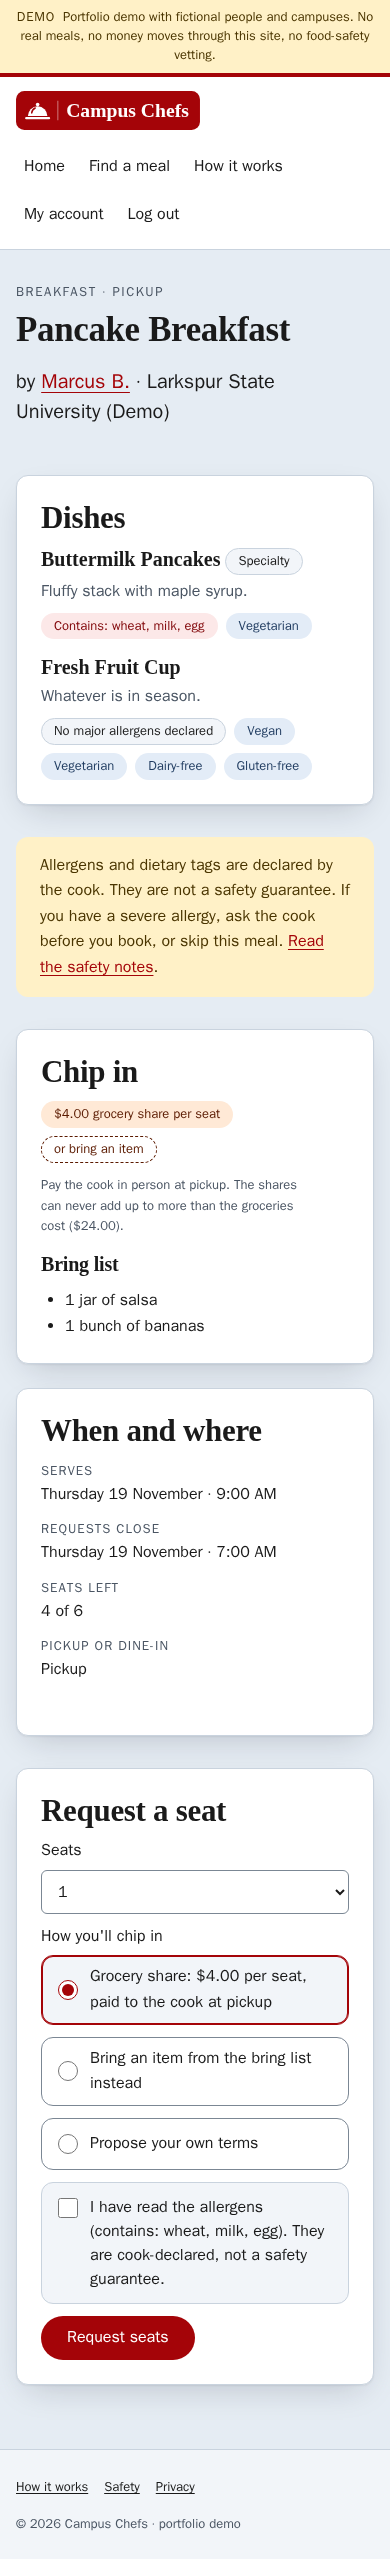 DEMO Portfolio demo with fictional people and campuses. No
real meals, no money moves through this site, no food-safety
vetting.
Campus Chefs
Home Find a meal How it works
My account Log out
BREAKFAST · PICKUP
Pancake Breakfast
by Marcus B. · Larkspur State
University (Demo)
Dishes
Buttermilk Pancakes Specialty
Fluffy stack with maple syrup.
Contains: wheat, milk, egg Vegetarian
Fresh Fruit Cup
Whatever is in season.
No major allergens declared Vegan
Vegetarian Dairy-free Gluten-free
Allergens and dietary tags are declared by
the cook. They are not a safety guarantee. If
you have a severe allergy, ask the cook
before you book, or skip this meal. Read
the safety notes.
Chip in
$4.00 grocery share per seat
or bring an item
Pay the cook in person at pickup. The shares
can never add up to more than the groceries
cost ($24.00).
Bring list
• 1 jar of salsa
• 1 bunch of bananas
When and where
SERVES
Thursday 19 November · 9:00 AM
REQUESTS CLOSE
Thursday 19 November · 7:00 AM
SEATS LEFT
4 of 6
PICKUP OR DINE-IN
Pickup
Request a seat
Seats
1
How you'll chip in
Grocery share: $4.00 per seat,
paid to the cook at pickup
Bring an item from the bring list
instead
Propose your own terms
I have read the allergens
(contains: wheat, milk, egg). They
are cook-declared, not a safety
guarantee.
Request seats
How it works Safety Privacy
© 2026 Campus Chefs · portfolio demo